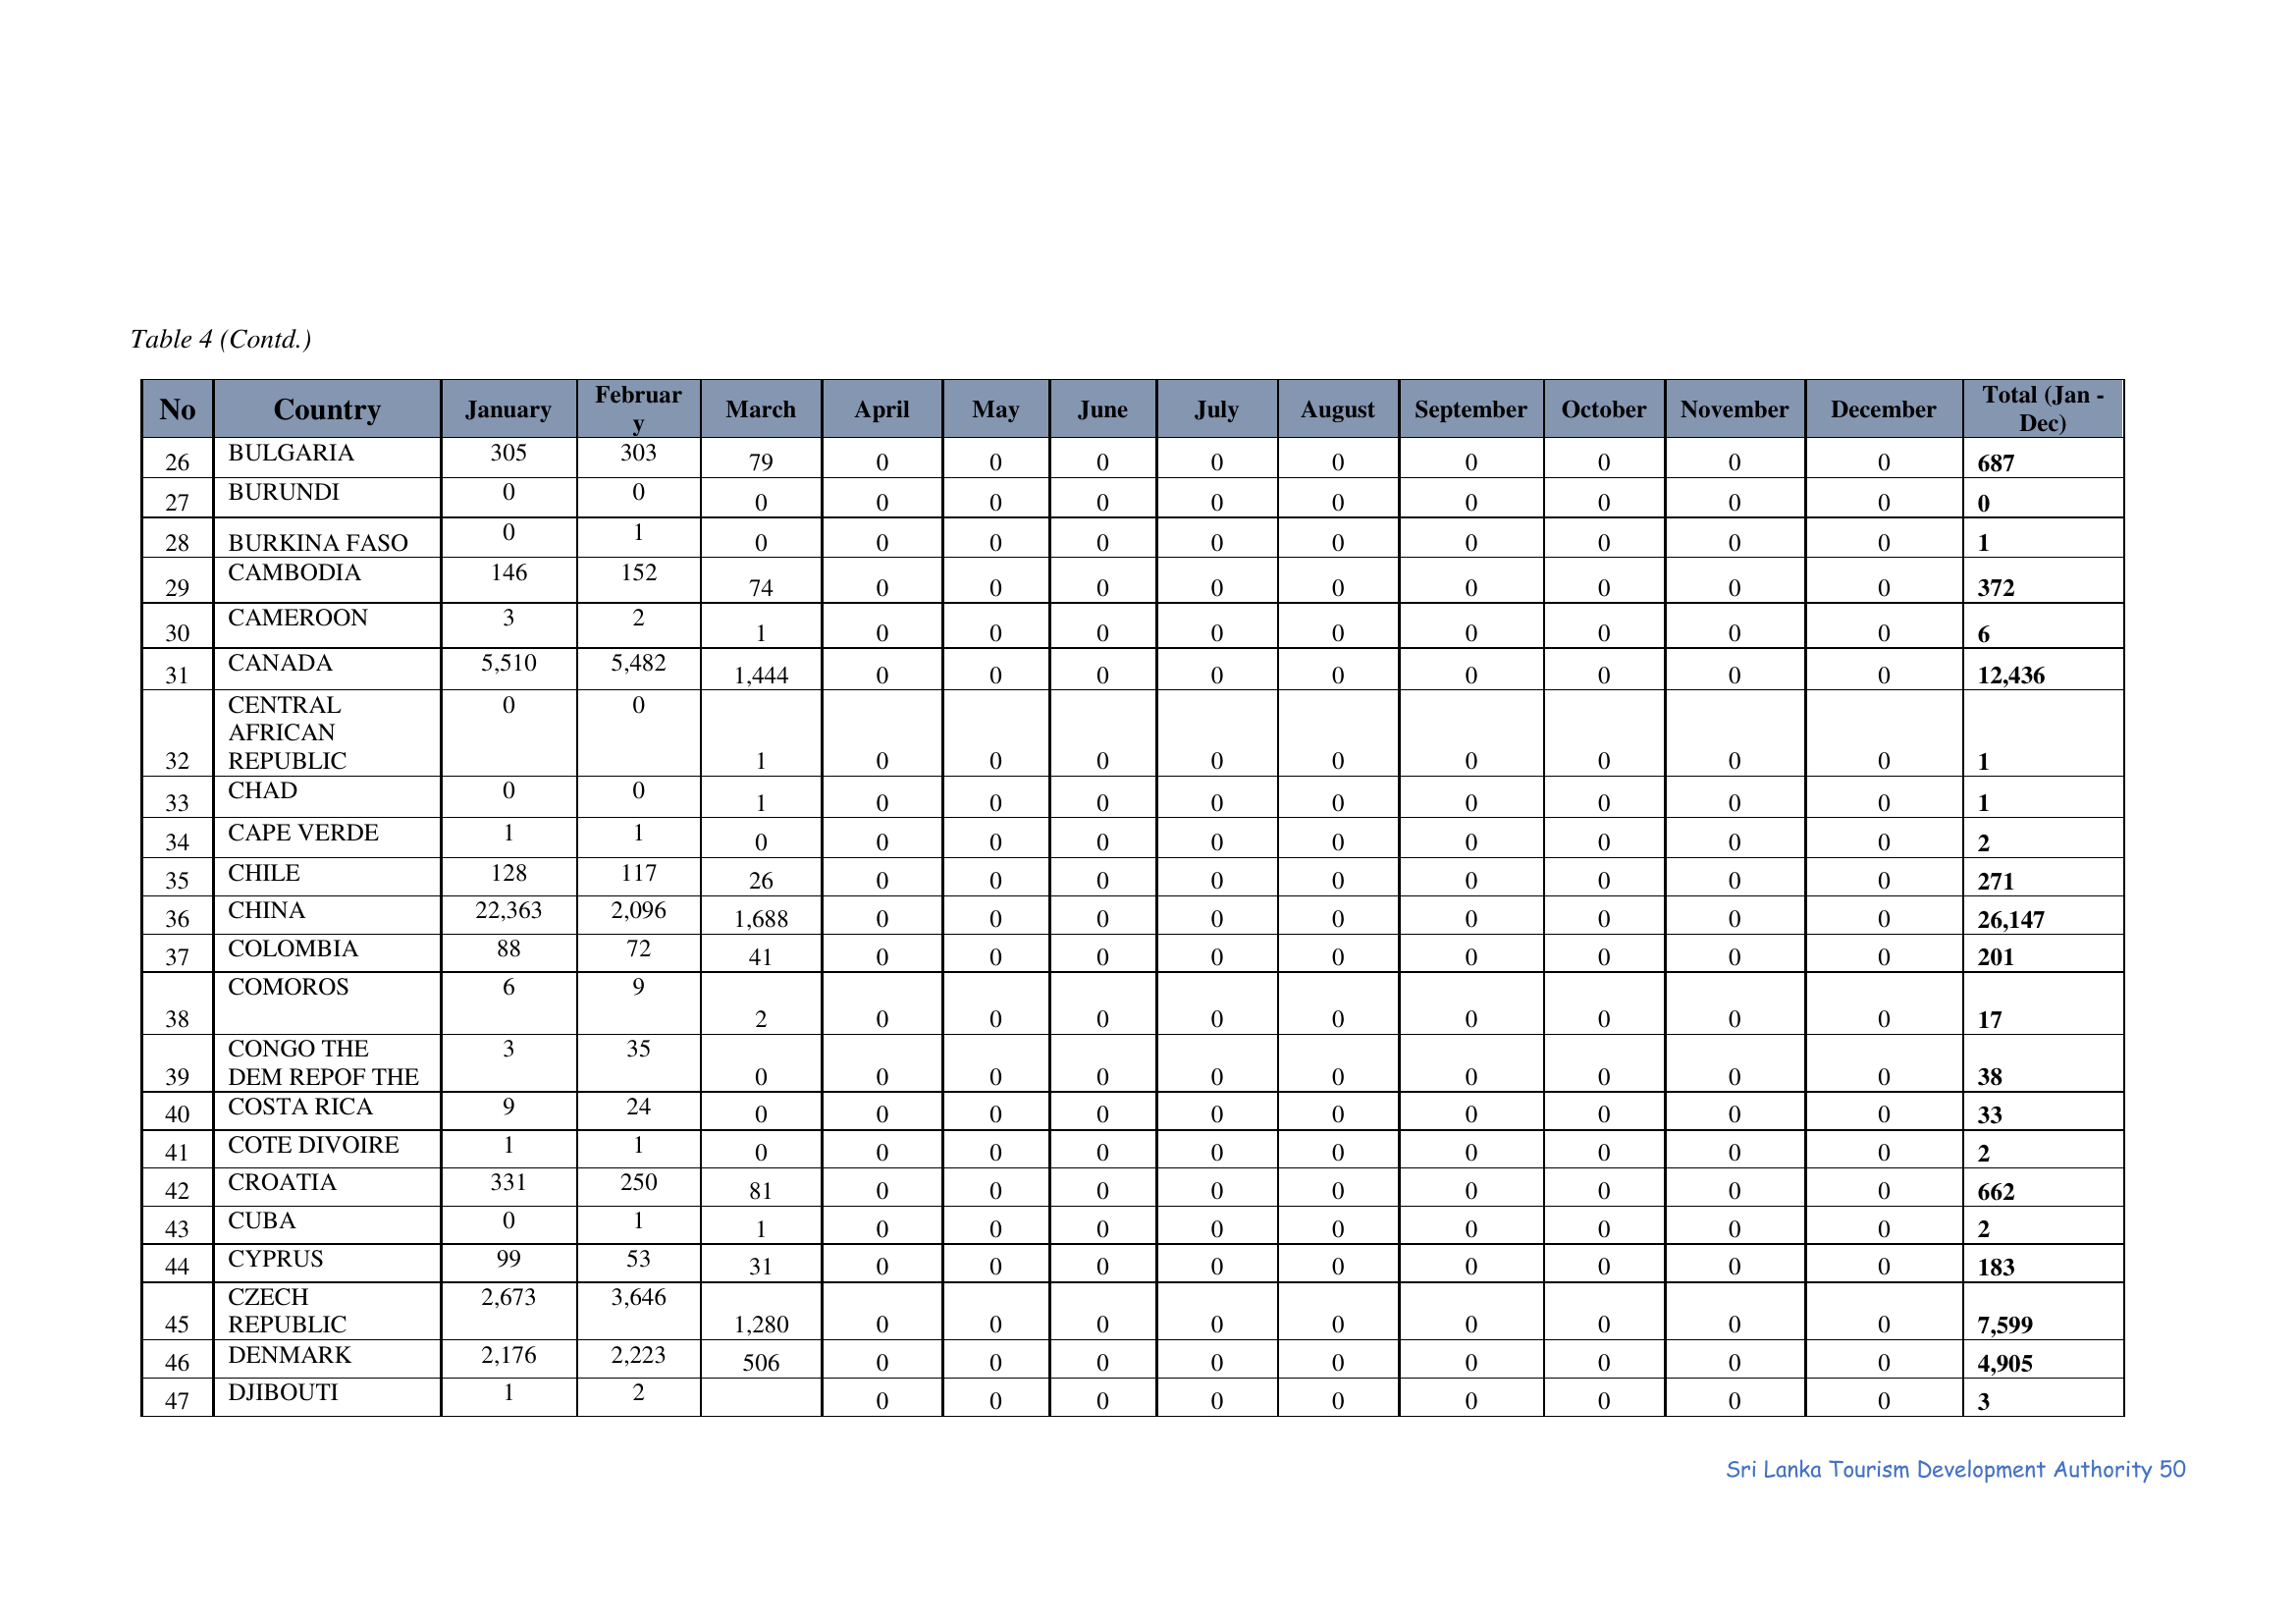 Table 4 (Contd.)
No Country January Februar y March April May June July August September October November December Total (Jan - Dec)
26 BULGARIA 305 303 79 0 0 0 0 0 0 0 0 0 687
27 BURUNDI 0 0 0 0 0 0 0 0 0 0 0 0 0
28 BURKINA FASO 0 1 0 0 0 0 0 0 0 0 0 0 1
29 CAMBODIA 146 152 74 0 0 0 0 0 0 0 0 0 372
30 CAMEROON 3 2 1 0 0 0 0 0 0 0 0 0 6
31 CANADA 5,510 5,482 1,444 0 0 0 0 0 0 0 0 0 12,436
32 CENTRAL AFRICAN REPUBLIC 0 0 1 0 0 0 0 0 0 0 0 0 1
33 CHAD 0 0 1 0 0 0 0 0 0 0 0 0 1
34 CAPE VERDE 1 1 0 0 0 0 0 0 0 0 0 0 2
35 CHILE 128 117 26 0 0 0 0 0 0 0 0 0 271
36 CHINA 22,363 2,096 1,688 0 0 0 0 0 0 0 0 0 26,147
37 COLOMBIA 88 72 41 0 0 0 0 0 0 0 0 0 201
38 COMOROS 6 9 2 0 0 0 0 0 0 0 0 0 17
39 CONGO THE DEM REPOF THE 3 35 0 0 0 0 0 0 0 0 0 0 38
40 COSTA RICA 9 24 0 0 0 0 0 0 0 0 0 0 33
41 COTE DIVOIRE 1 1 0 0 0 0 0 0 0 0 0 0 2
42 CROATIA 331 250 81 0 0 0 0 0 0 0 0 0 662
43 CUBA 0 1 1 0 0 0 0 0 0 0 0 0 2
44 CYPRUS 99 53 31 0 0 0 0 0 0 0 0 0 183
45 CZECH REPUBLIC 2,673 3,646 1,280 0 0 0 0 0 0 0 0 0 7,599
46 DENMARK 2,176 2,223 506 0 0 0 0 0 0 0 0 0 4,905
47 DJIBOUTI 1 2 0 0 0 0 0 0 0 0 0 3
Sri Lanka Tourism Development Authority 50